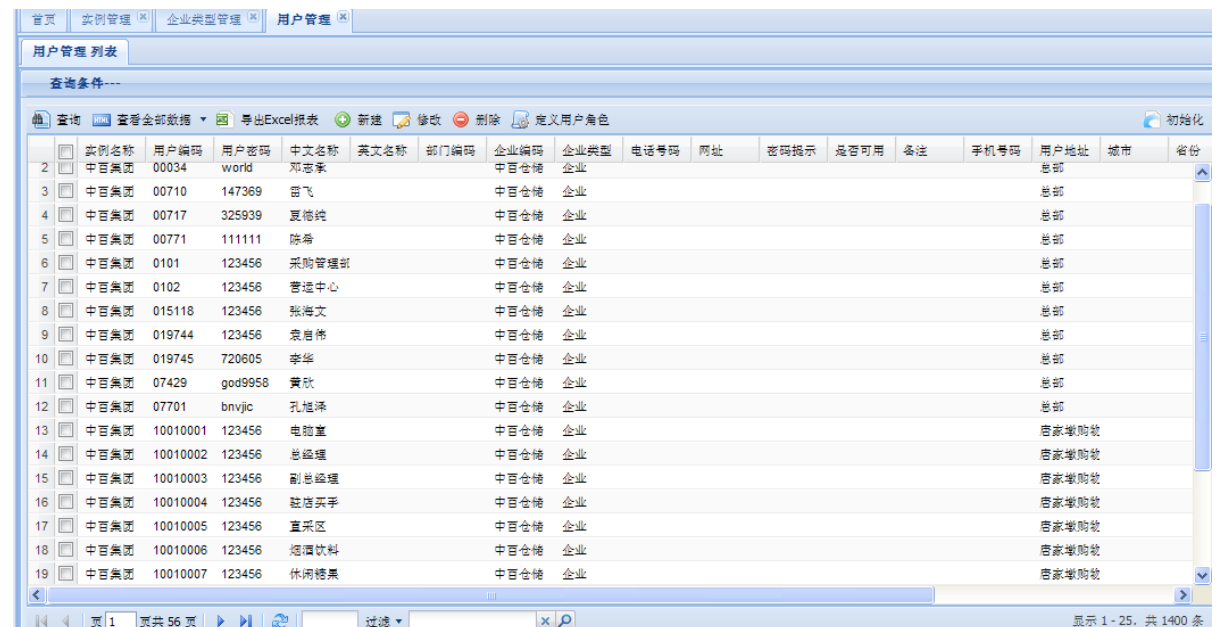 首页 实例管理 企业类型管理 用户管理
用户管理 列表
查询条件---
查询 查看全部数据 导出Excel报表 新建 修改 删除 定义用户角色 初始化
实例名称 用户编码 用户密码 中文名称 英文名称 部门编码 企业编码 企业类型 电话号码 网址 密码提示 是否可用 备注 手机号码 用户地址 城市 省份
2 中百集团 00034 world 邓志承 中百仓储 企业 总部
3 中百集团 00710 147369 雷飞 中百仓储 企业 总部
4 中百集团 00717 325939 夏德纯 中百仓储 企业 总部
5 中百集团 00771 111111 陈希 中百仓储 企业 总部
6 中百集团 0101 123456 采购管理部 中百仓储 企业 总部
7 中百集团 0102 123456 营运中心 中百仓储 企业 总部
8 中百集团 015118 123456 张海文 中百仓储 企业 总部
9 中百集团 019744 123456 袁启伟 中百仓储 企业 总部
10 中百集团 019745 720605 李华 中百仓储 企业 总部
11 中百集团 07429 god9958 黄欣 中百仓储 企业 总部
12 中百集团 07701 bnvjic 孔旭泽 中百仓储 企业 总部
13 中百集团 10010001 123456 电脑室 中百仓储 企业 唐家墩购物
14 中百集团 10010002 123456 总经理 中百仓储 企业 唐家墩购物
15 中百集团 10010003 123456 副总经理 中百仓储 企业 唐家墩购物
16 中百集团 10010004 123456 驻店买手 中百仓储 企业 唐家墩购物
17 中百集团 10010005 123456 直采区 中百仓储 企业 唐家墩购物
18 中百集团 10010006 123456 烟酒饮料 中百仓储 企业 唐家墩购物
19 中百集团 10010007 123456 休闲糖果 中百仓储 企业 唐家墩购物
页 1 页共 56 页 过滤 显示 1 - 25, 共 1400 条